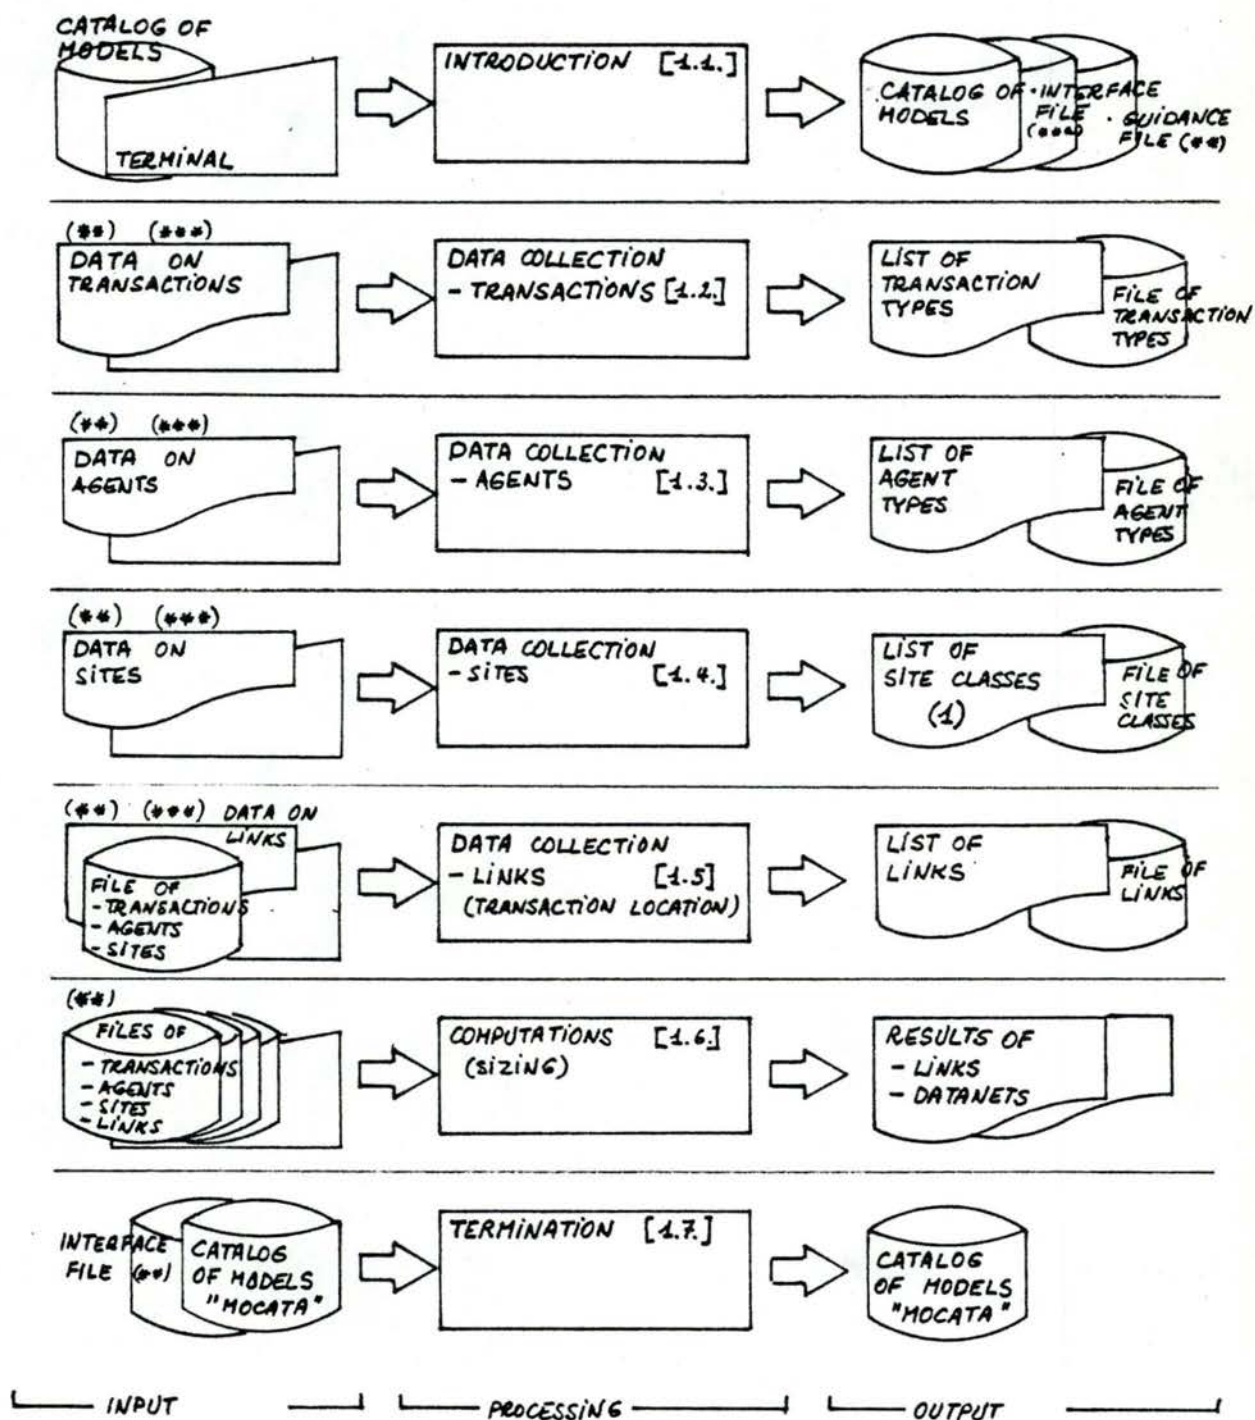 CATALOG OF
MODELS
TERMINAL
INTRODUCTION [1.1.]
CATALOG OF
MODELS
· INTERFACE
FILE
(***)
· GUIDANCE
FILE (**)
(**) (***)
DATA ON
TRANSACTIONS
DATA COLLECTION
- TRANSACTIONS [1.2.]
LIST OF
TRANSACTION
TYPES
FILE OF
TRANSACTION
TYPES
(**) (***)
DATA ON
AGENTS
DATA COLLECTION
- AGENTS [1.3.]
LIST OF
AGENT
TYPES
FILE OF
AGENT
TYPES
(**) (***)
DATA ON
SITES
DATA COLLECTION
- SITES [1.4.]
LIST OF
SITE CLASSES
(1)
FILE OF
SITE
CLASSES
(**) (***) DATA ON
LINKS
FILE OF
- TRANSACTIONS
- AGENTS
- SITES
DATA COLLECTION
- LINKS [1.5]
(TRANSACTION LOCATION)
LIST OF
LINKS
FILE OF
LINKS
(**)
FILES OF
- TRANSACTIONS
- AGENTS
- SITES
- LINKS
COMPUTATIONS [1.6.]
(SIZING)
RESULTS OF
- LINKS
- DATANETS
INTERFACE
FILE (**)
CATALOG
OF MODELS
"MOCATA"
TERMINATION [1.7.]
CATALOG
OF MODELS
"MOCATA"
INPUT
PROCESSING
OUTPUT